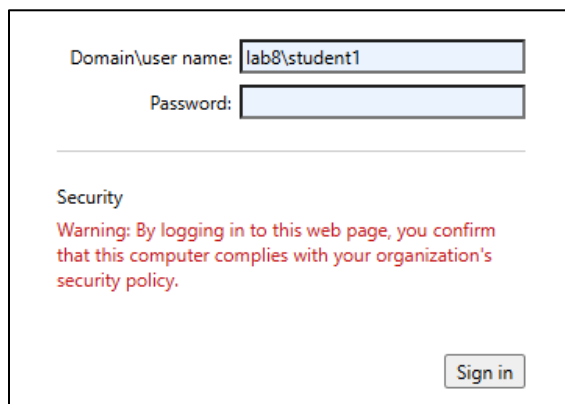 Domain\user name: lab8\student1
Password:
Security
Warning: By logging in to this web page, you confirm
that this computer complies with your organization's
security policy.
Sign in